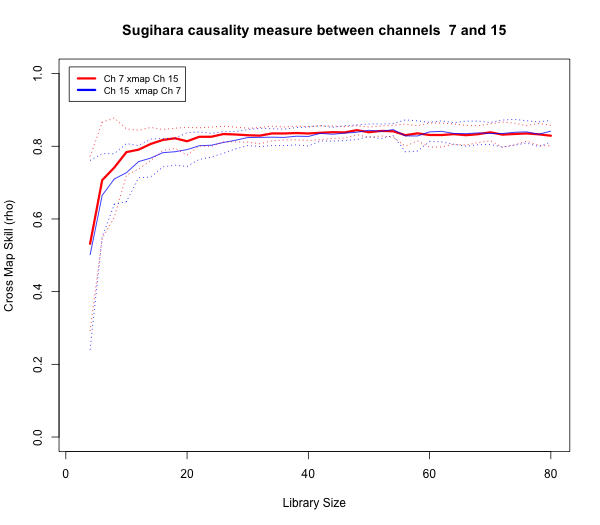 Sugihara causality measure between channels  7 and 15
Ch 7 xmap Ch 15
Ch 15  xmap Ch 7
Cross Map Skill (rho)
1.0
0.8
0.6
0.4
0.2
0.0
0 20 40 60 80
Library Size